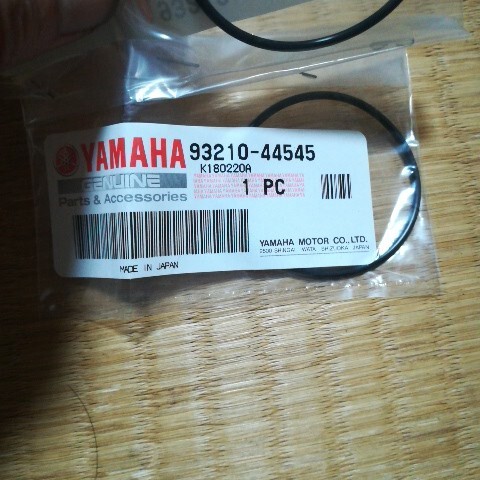 YAMAHA 93210-44545
K180220A
GENUINE
1 PC
Parts & Accessories
YAMAHA MOTOR CO.,LTD.
MADE IN JAPAN